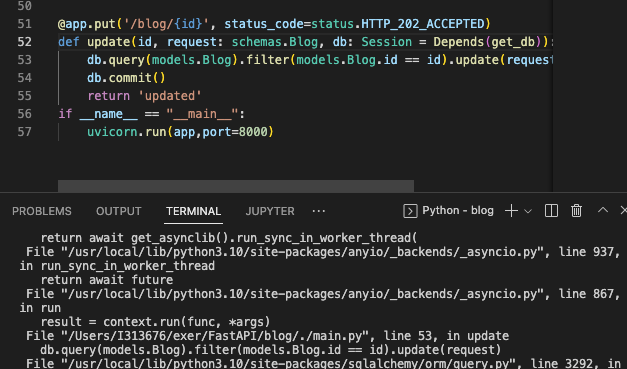 50
51 @app.put('/blog/{id}', status_code=status.HTTP_202_ACCEPTED)
52 def update(id, request: schemas.Blog, db: Session = Depends(get_db)):
53     db.query(models.Blog).filter(models.Blog.id == id).update(request
54     db.commit()
55     return 'updated'
56 if __name__ == "__main__":
57     uvicorn.run(app,port=8000)
PROBLEMS OUTPUT TERMINAL JUPYTER ··· Python - blog
    return await get_asynclib().run_sync_in_worker_thread(
  File "/usr/local/lib/python3.10/site-packages/anyio/_backends/_asyncio.py", line 937,
in run_sync_in_worker_thread
    return await future
  File "/usr/local/lib/python3.10/site-packages/anyio/_backends/_asyncio.py", line 867,
in run
    result = context.run(func, *args)
  File "/Users/I313676/exer/FastAPI/blog/./main.py", line 53, in update
    db.query(models.Blog).filter(models.Blog.id == id).update(request)
  File "/usr/local/lib/python3.10/site-packages/sqlalchemy/orm/query.py", line 3292, in